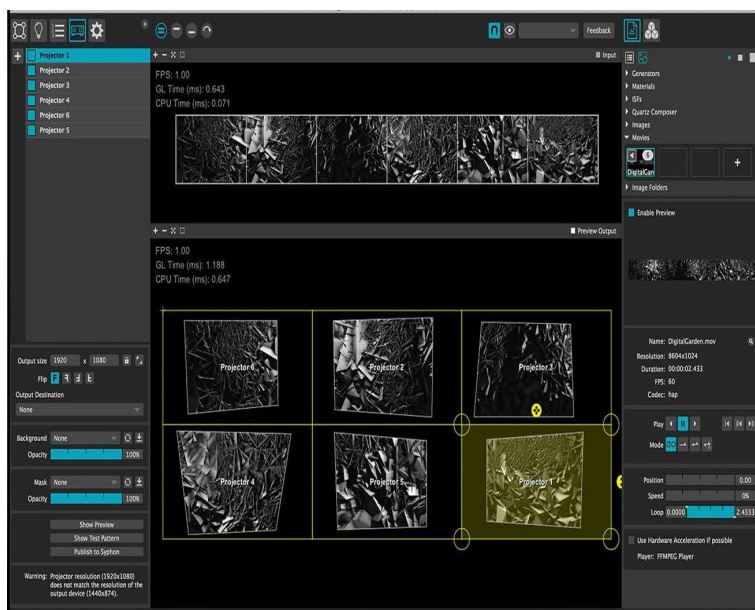 Feedback
Projector 1
Projector 2
Projector 3
Projector 4
Projector 6
Projector 5
Output size 1920 x 1080
Flip F
Output Destination
None
Background None
Opacity 100%
Mask None
Opacity 100%
Show Preview
Show Test Pattern
Publish to Syphon
Warning: Projector resolution (1920x1080)
does not match the resolution of the
output device (1440x874).
Input
FPS: 1.00
GL Time (ms): 0.643
CPU Time (ms): 0.071
Preview Output
FPS: 1.00
GL Time (ms): 1.188
CPU Time (ms): 0.647
Projector 6
Projector 2
Projector 3
Projector 4
Projector 5
Projector 1
Generators
Materials
ISFs
Quartz Composer
Images
Movies
DigitalGan
Image Folders
Enable Preview
Name: DigitalGarden.mov
Resolution: 8604x1024
Duration: 00:00:02.433
FPS: 60
Codec: hap
Play
Mode
Position 0.00
Speed 0%
Loop 0.0000 2.4333
Use Hardware Acceleration if possible
Player: FFMPEG Player